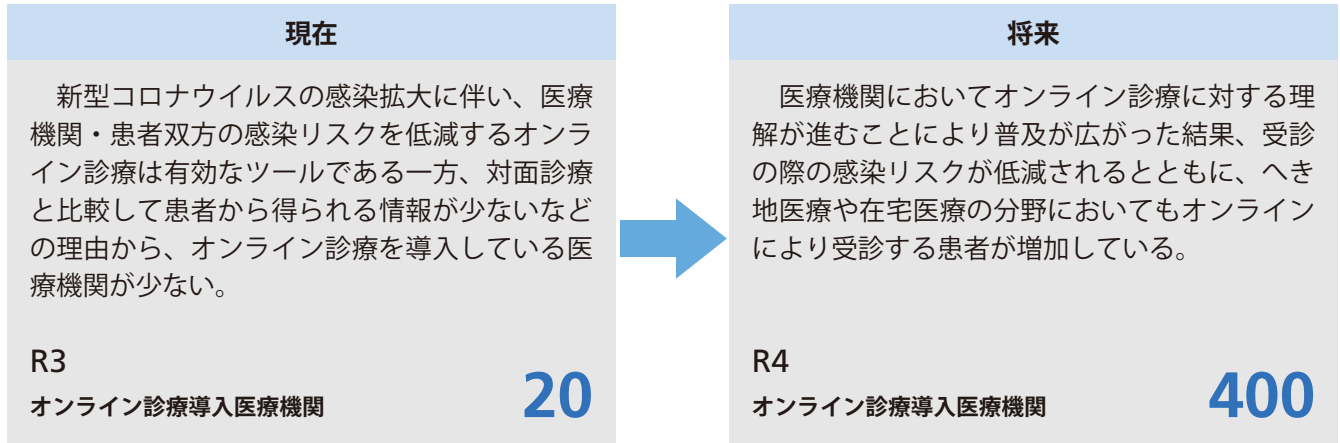 現在
新型コロナウイルスの感染拡大に伴い、医療
機関・患者双方の感染リスクを低減するオンラ
イン診療は有効なツールである一方、対面診療
と比較して患者から得られる情報が少ないなど
の理由から、オンライン診療を導入している医
療機関が少ない。
R3
オンライン診療導入医療機関 20
将来
医療機関においてオンライン診療に対する理
解が進むことにより普及が広がった結果、受診
の際の感染リスクが低減されるとともに、へき
地医療や在宅医療の分野においてもオンライン
により受診する患者が増加している。
R4
オンライン診療導入医療機関 400